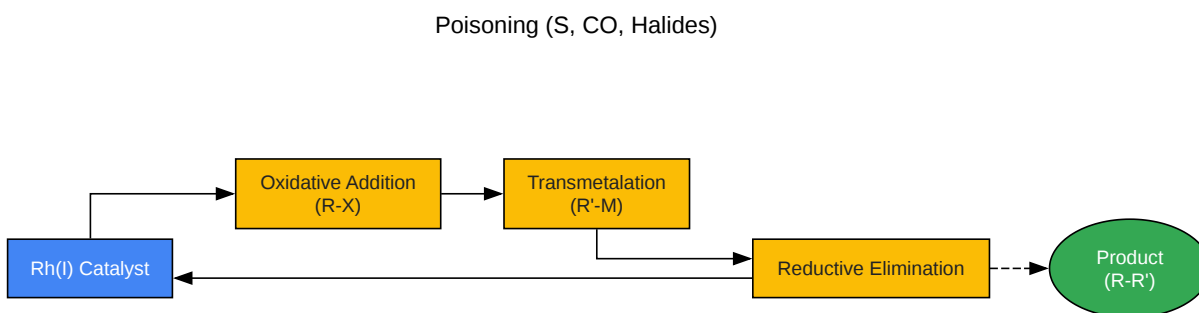 Poisoning (S, CO, Halides)
Oxidative Addition
(R-X)
Transmetalation
(R'-M)
Rh(I) Catalyst
Reductive Elimination
Product
(R-R')